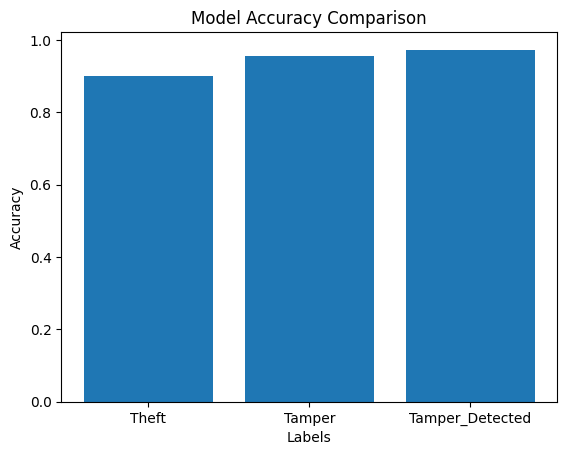 Model Accuracy Comparison
1.0
0.8
0.6
0.4
0.2
0.0
Accuracy
Theft
Tamper
Tamper_Detected
Labels